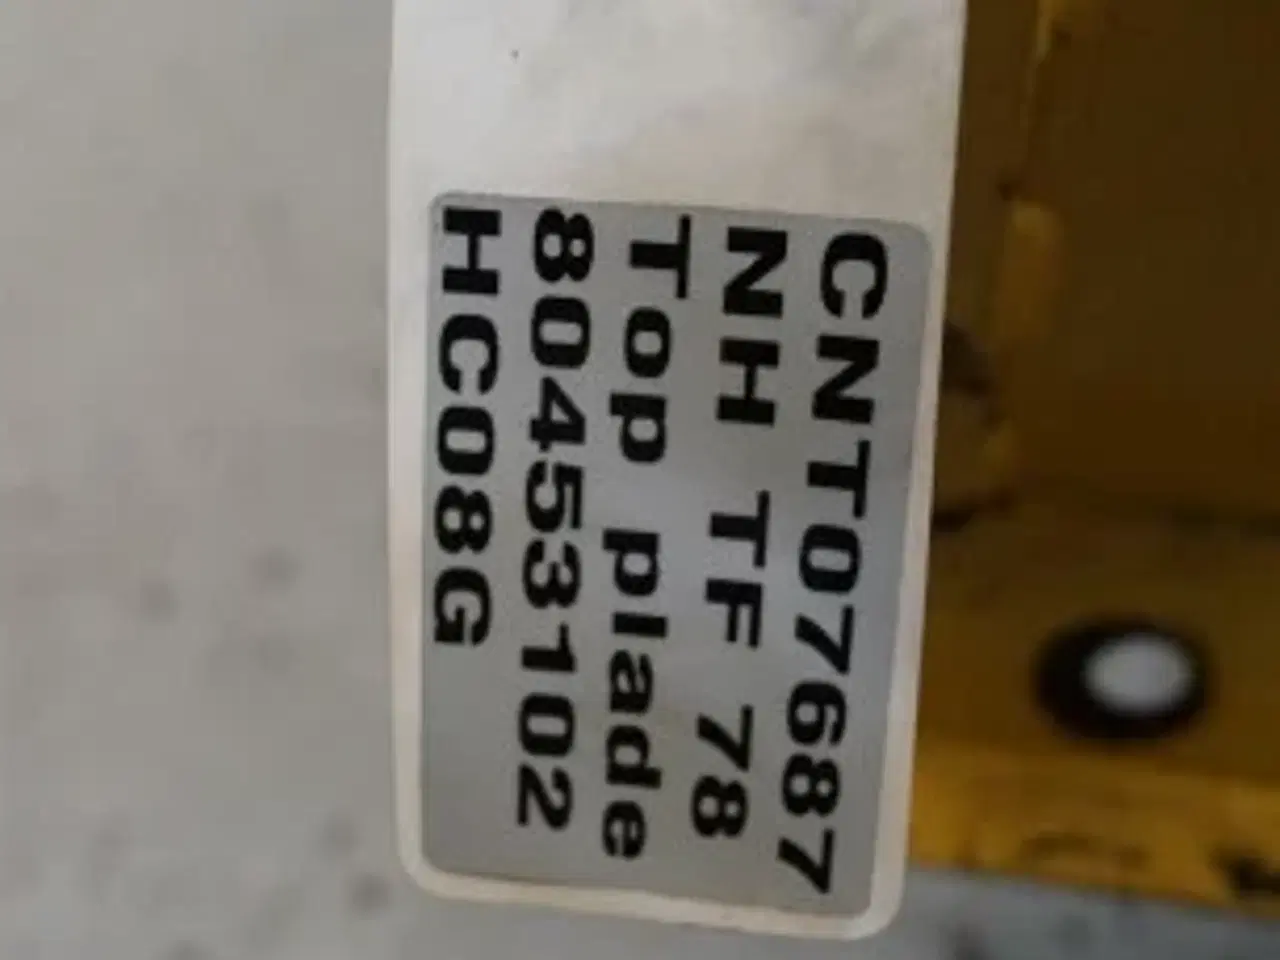 CNT07687
NH TF 78
Top plade
80453102
HC08G